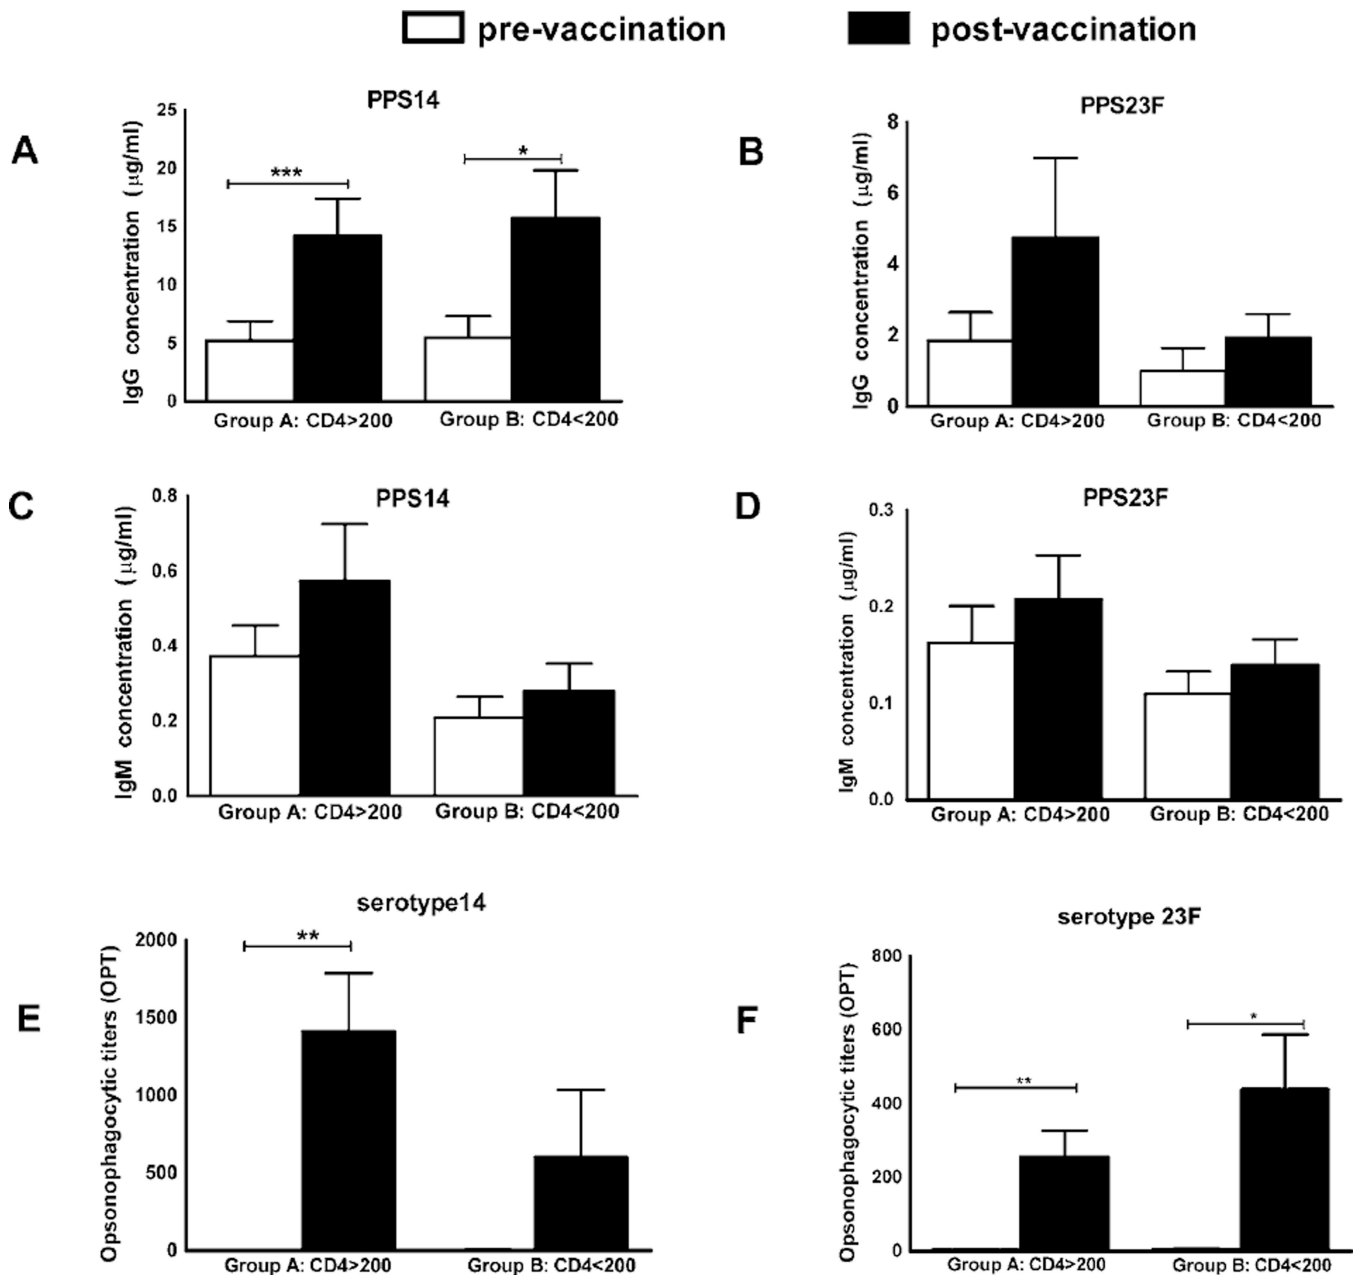 pre-vaccination post-vaccination
A
PPS14
IgG concentration (μg/ml)
25
20
15
10
5
0
***
*
Group A: CD4>200 Group B: CD4<200
B
PPS23F
IgG concentration (μg/ml)
8
6
4
2
0
Group A: CD4>200 Group B: CD4<200
C
PPS14
IgM concentration (μg/ml)
0.8
0.6
0.4
0.2
0.0
Group A: CD4>200 Group B: CD4<200
D
PPS23F
IgM concentration (μg/ml)
0.3
0.2
0.1
0.0
Group A: CD4>200 Group B: CD4<200
E
serotype14
Opsonophagocytic titers (OPT)
2000
1500
1000
500
0
**
Group A: CD4>200 Group B: CD4<200
F
serotype 23F
Opsonophagocytic titers (OPT)
800
600
400
200
0
**
*
Group A: CD4>200 Group B: CD4<200